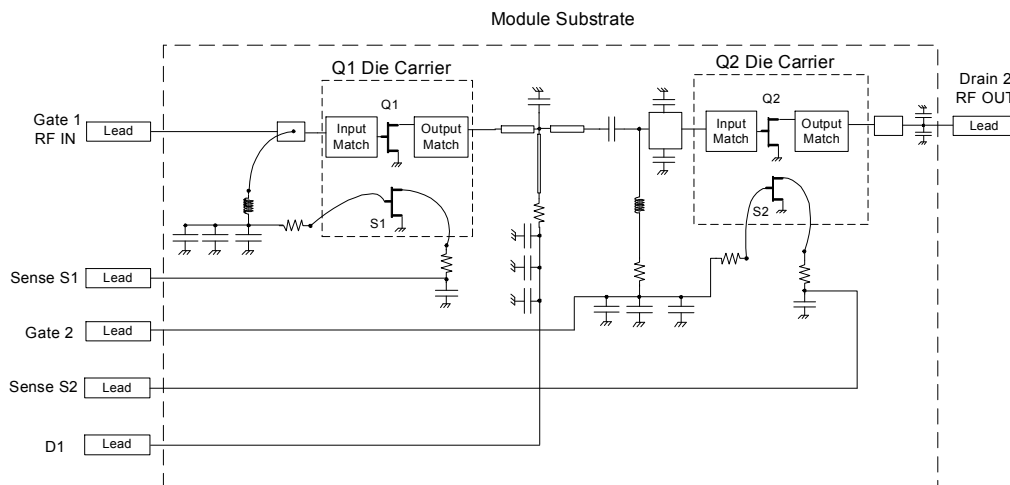 Module Substrate
Q1 Die Carrier
Q2 Die Carrier
Gate 1
RF IN
Lead
Q1
Input
Match
Output
Match
Q2
Input
Match
Output
Match
Drain 2
RF OUT
Lead
S1
S2
Sense S1
Lead
Gate 2
Lead
Sense S2
Lead
D1
Lead